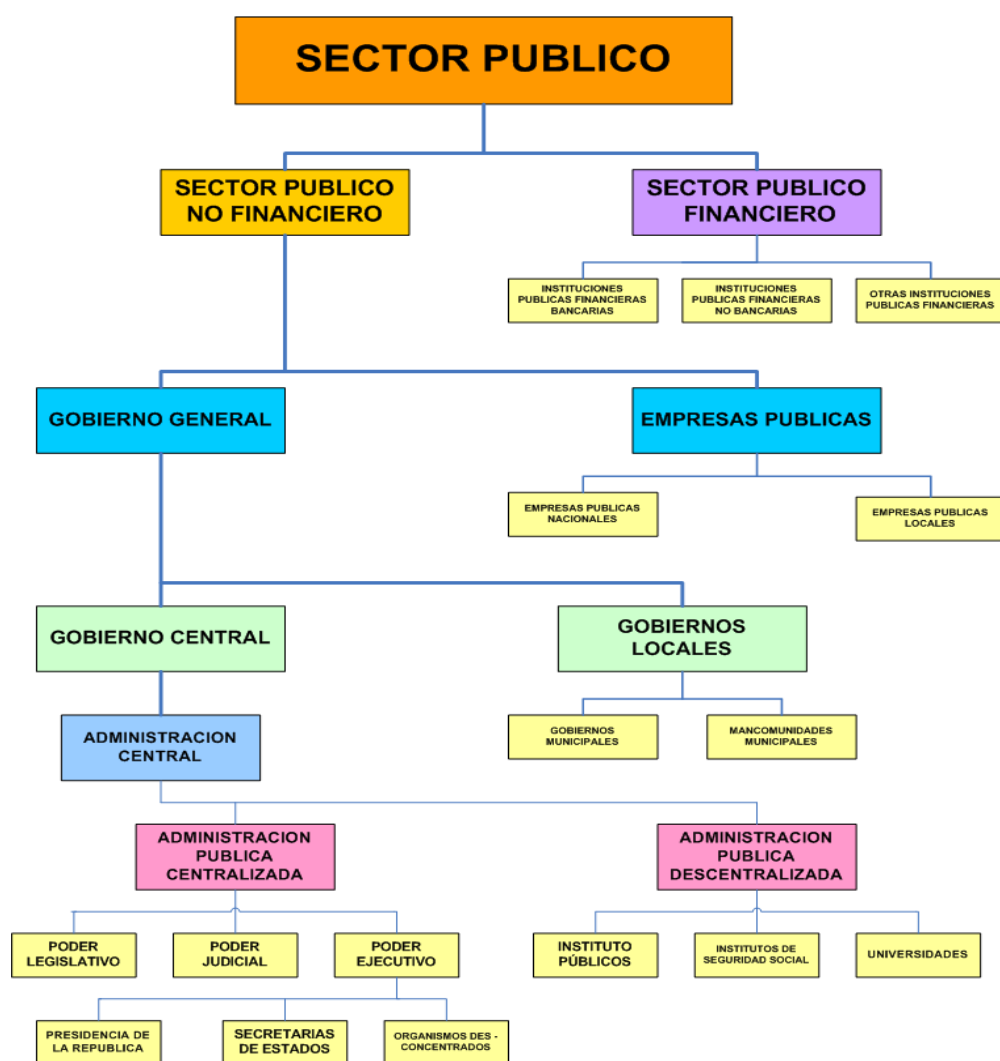 SECTOR PUBLICO
SECTOR PUBLICO
NO FINANCIERO
SECTOR PUBLICO
FINANCIERO
INSTITUCIONES
PUBLICAS FINANCIERAS
BANCARIAS
INSTITUCIONES
PUBLICAS FINANCIERAS
NO BANCARIAS
OTRAS INSTITUCIONES
PUBLICAS FINANCIERAS
GOBIERNO GENERAL
EMPRESAS PUBLICAS
EMPRESAS PUBLICAS
NACIONALES
EMPRESAS PUBLICAS
LOCALES
GOBIERNO CENTRAL
GOBIERNOS
LOCALES
ADMINISTRACION
CENTRAL
GOBIERNOS
MUNICIPALES
MANCOMUNIDADES
MUNICIPALES
ADMINISTRACION
PUBLICA
CENTRALIZADA
ADMINISTRACION
PUBLICA
DESCENTRALIZADA
PODER
LEGISLATIVO
PODER
JUDICIAL
PODER
EJECUTIVO
INSTITUTO
PÚBLICOS
INSTITUTOS DE
SEGURIDAD SOCIAL
UNIVERSIDADES
PRESIDENCIA DE
LA REPUBLICA
SECRETARIAS
DE ESTADOS
ORGANISMOS DES -
CONCENTRADOS